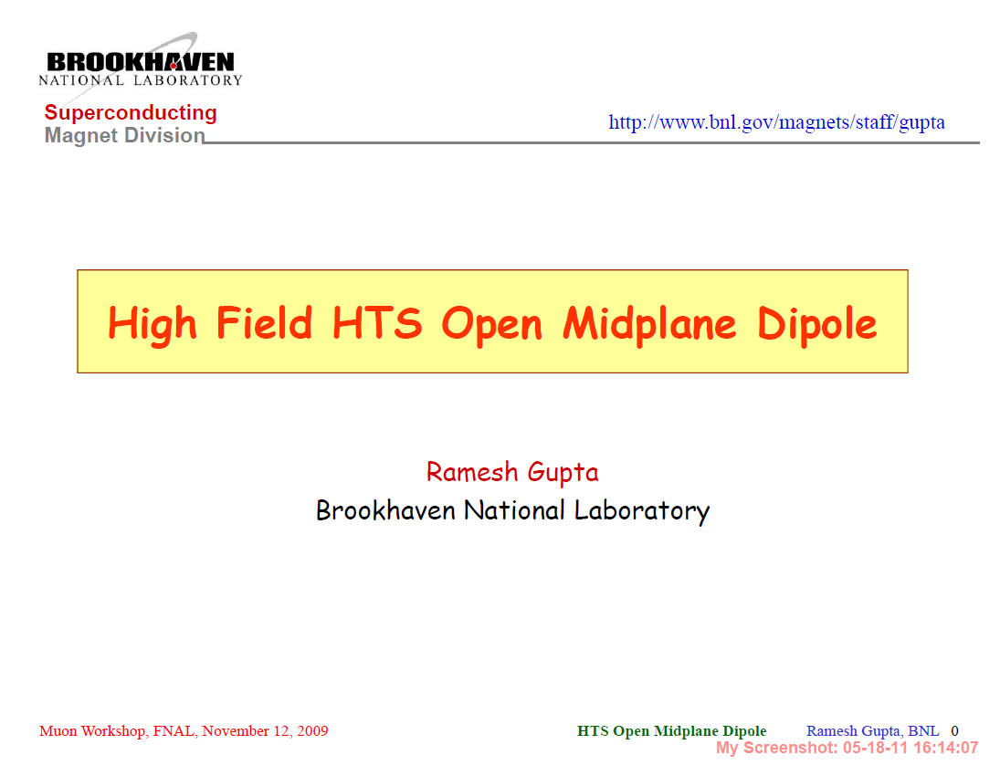 BROOKHAVEN
NATIONAL LABORATORY
Superconducting
Magnet Division
http://www.bnl.gov/magnets/staff/gupta
High Field HTS Open Midplane Dipole
Ramesh Gupta
Brookhaven National Laboratory
Muon Workshop, FNAL, November 12, 2009
HTS Open Midplane Dipole
Ramesh Gupta, BNL 0
My Screenshot: 05-18-11 16:14:07